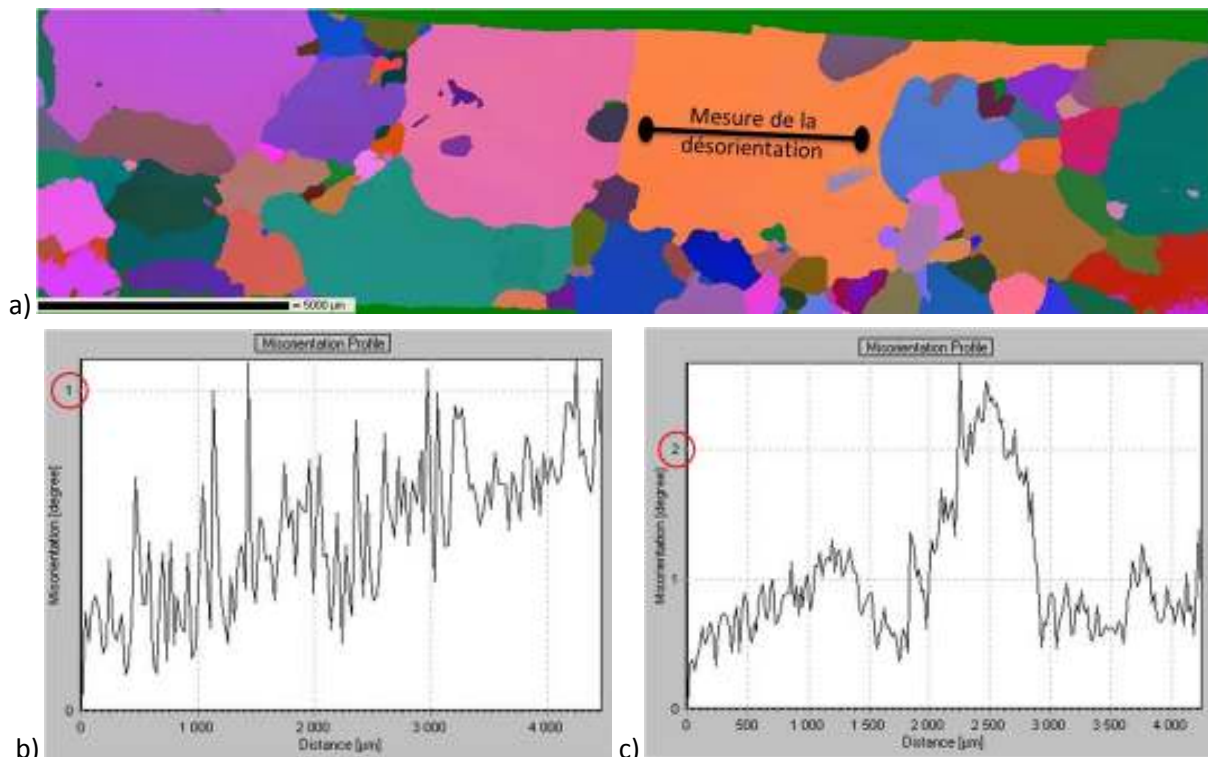 Mesure de la
désorientation
a)
= 5000 µm
Misorientation Profile
1
0
Misorientation [degree]
0
1 000
2 000
3 000
4 000
Distance [µm]
b)
Misorientation Profile
2
1
0
Misorientation [degree]
0
500
1 000
1 500
2 000
2 500
3 000
3 500
4 000
Distance [µm]
c)